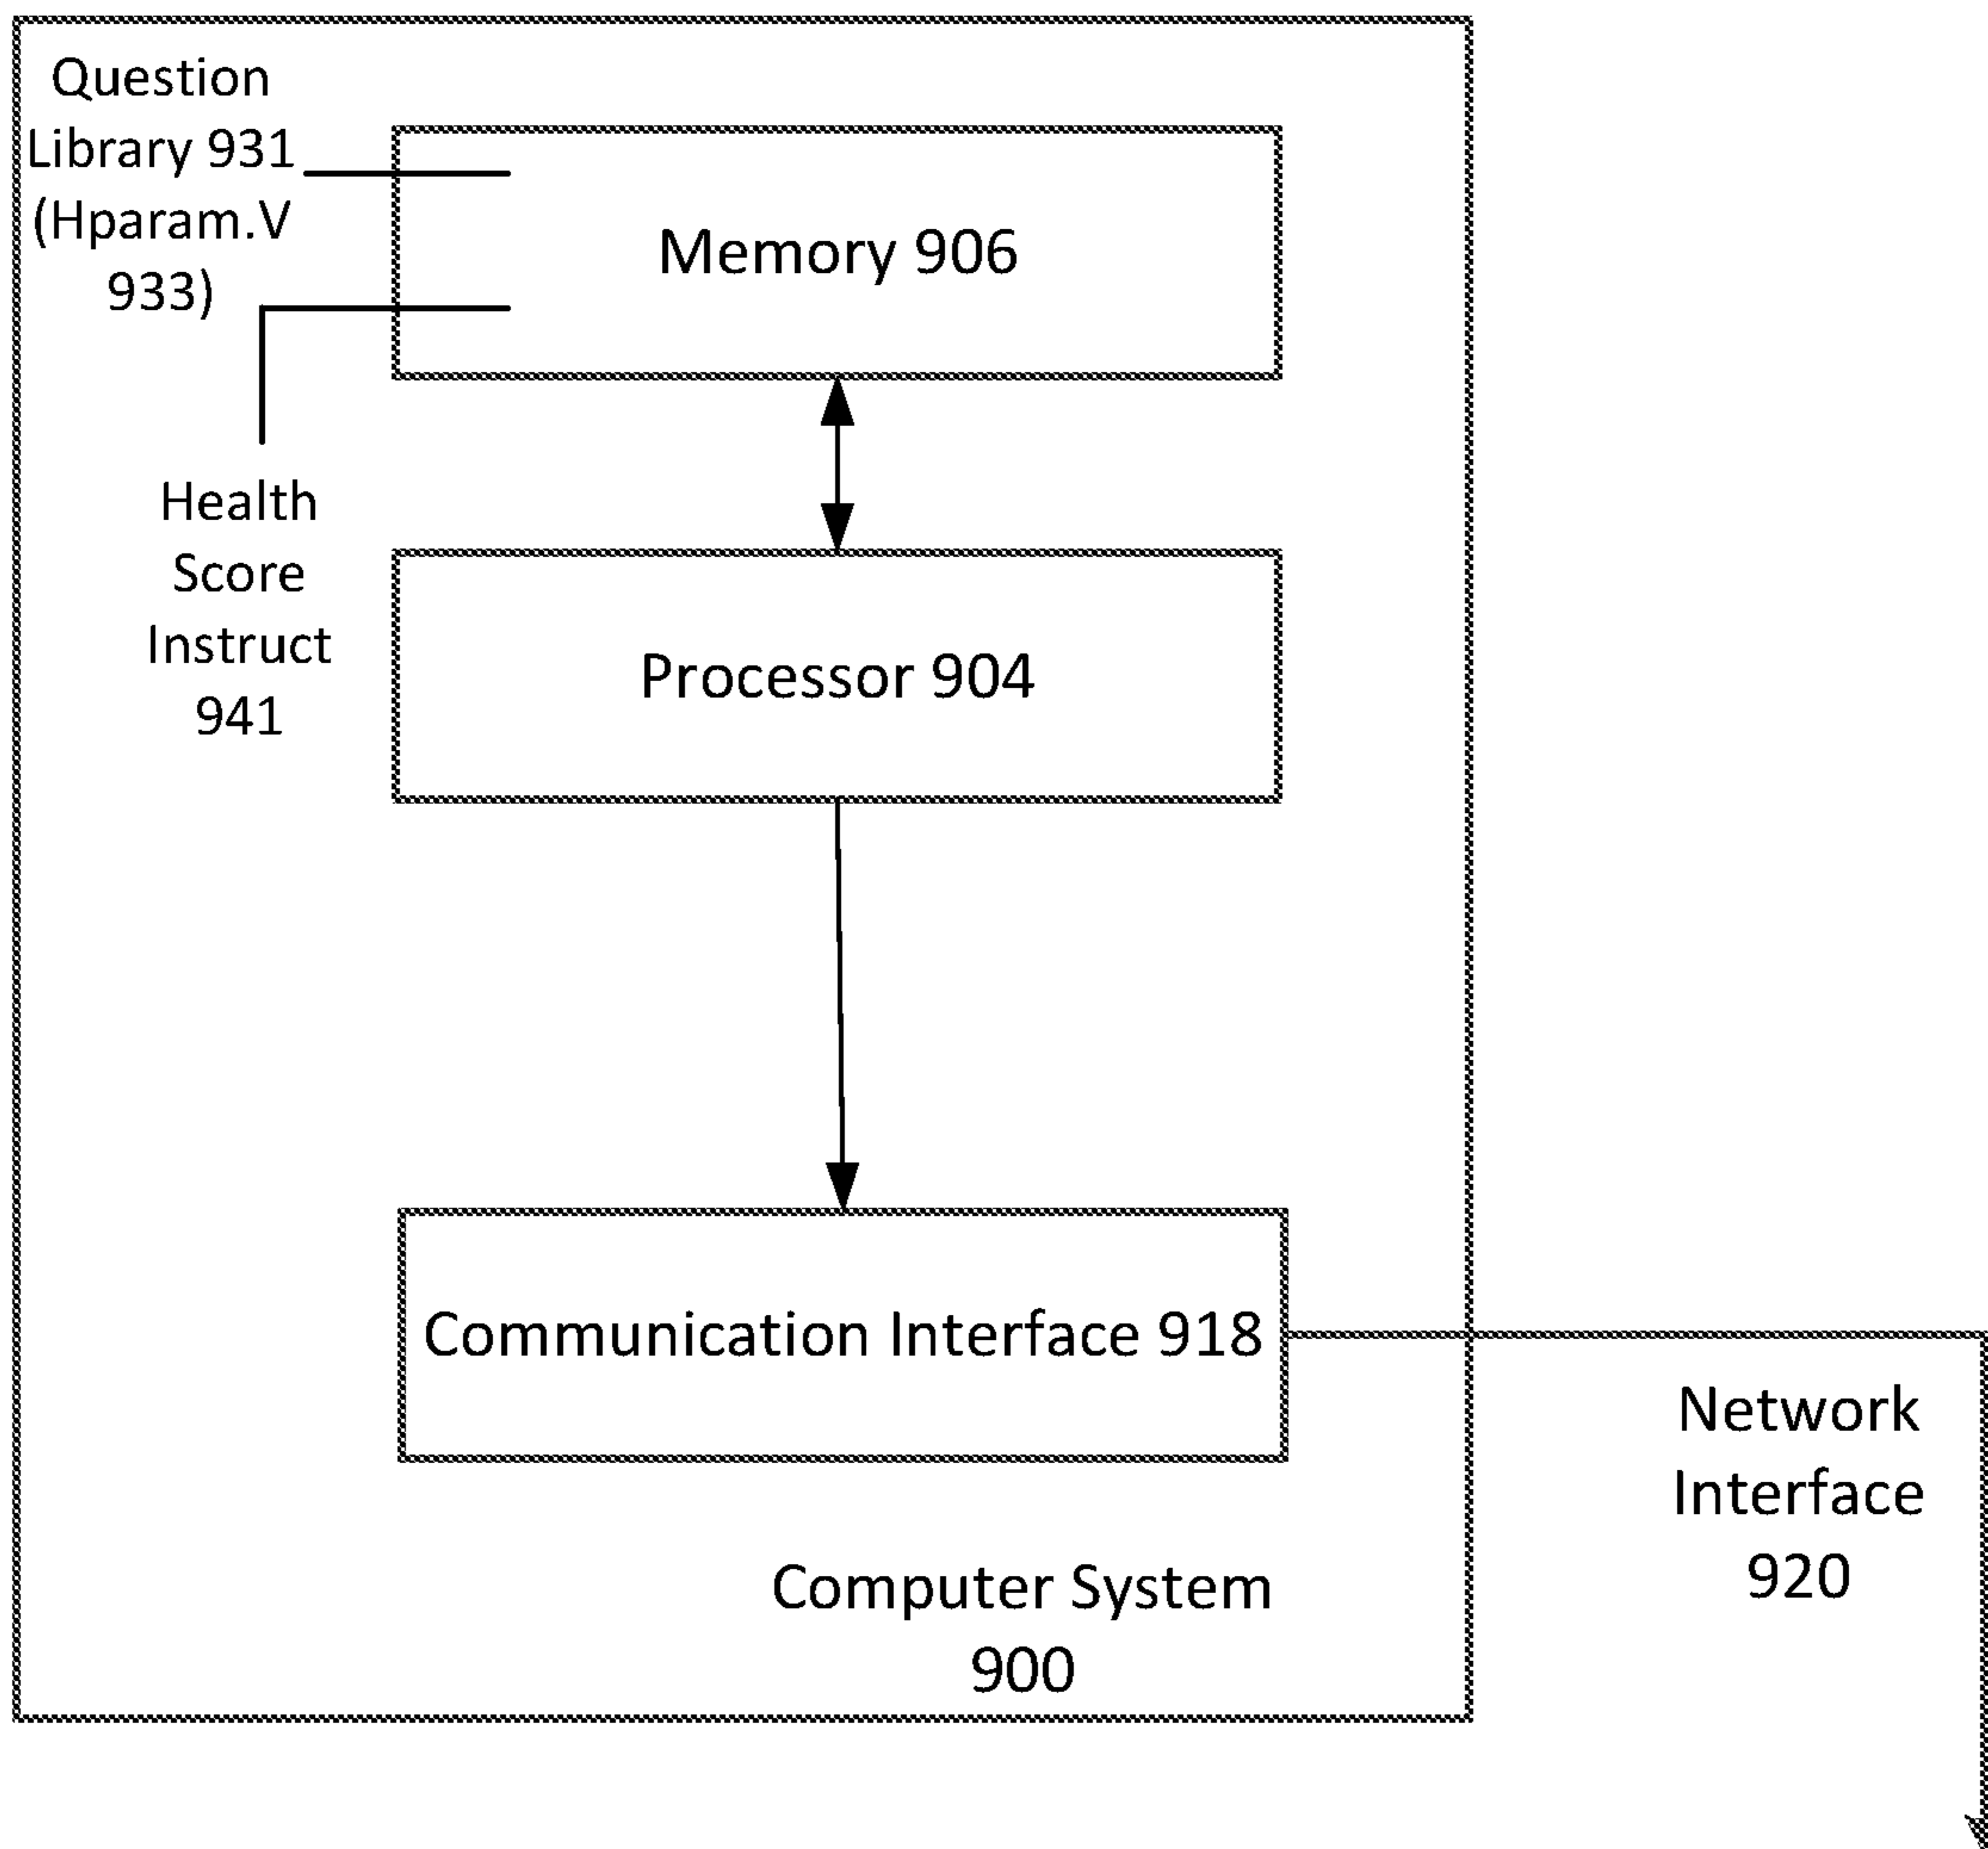 Question
Library 931
(Hparam.V
933)
Memory 906
Health
Score
Instruct
941
Processor 904
Communication Interface 918
Network
Interface
920
Computer System
900